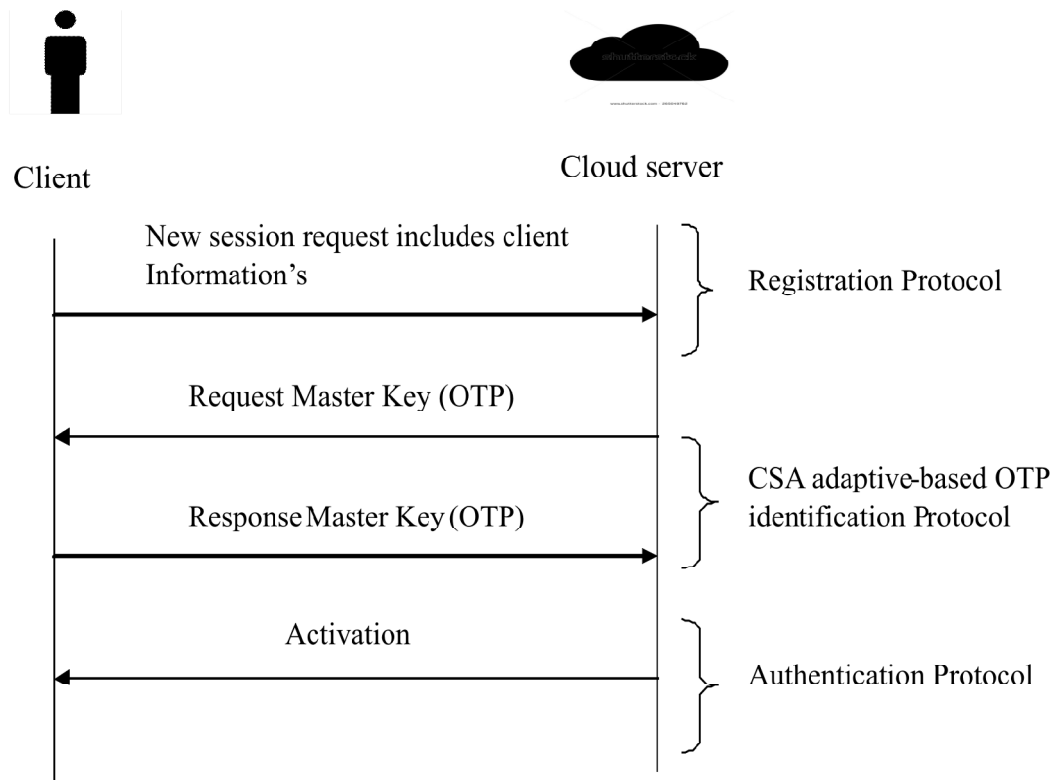 Client
Cloud server
New session request includes client
Information's
Registration Protocol
Request Master Key (OTP)
CSA adaptive-based OTP
identification Protocol
Response Master Key (OTP)
Activation
Authentication Protocol